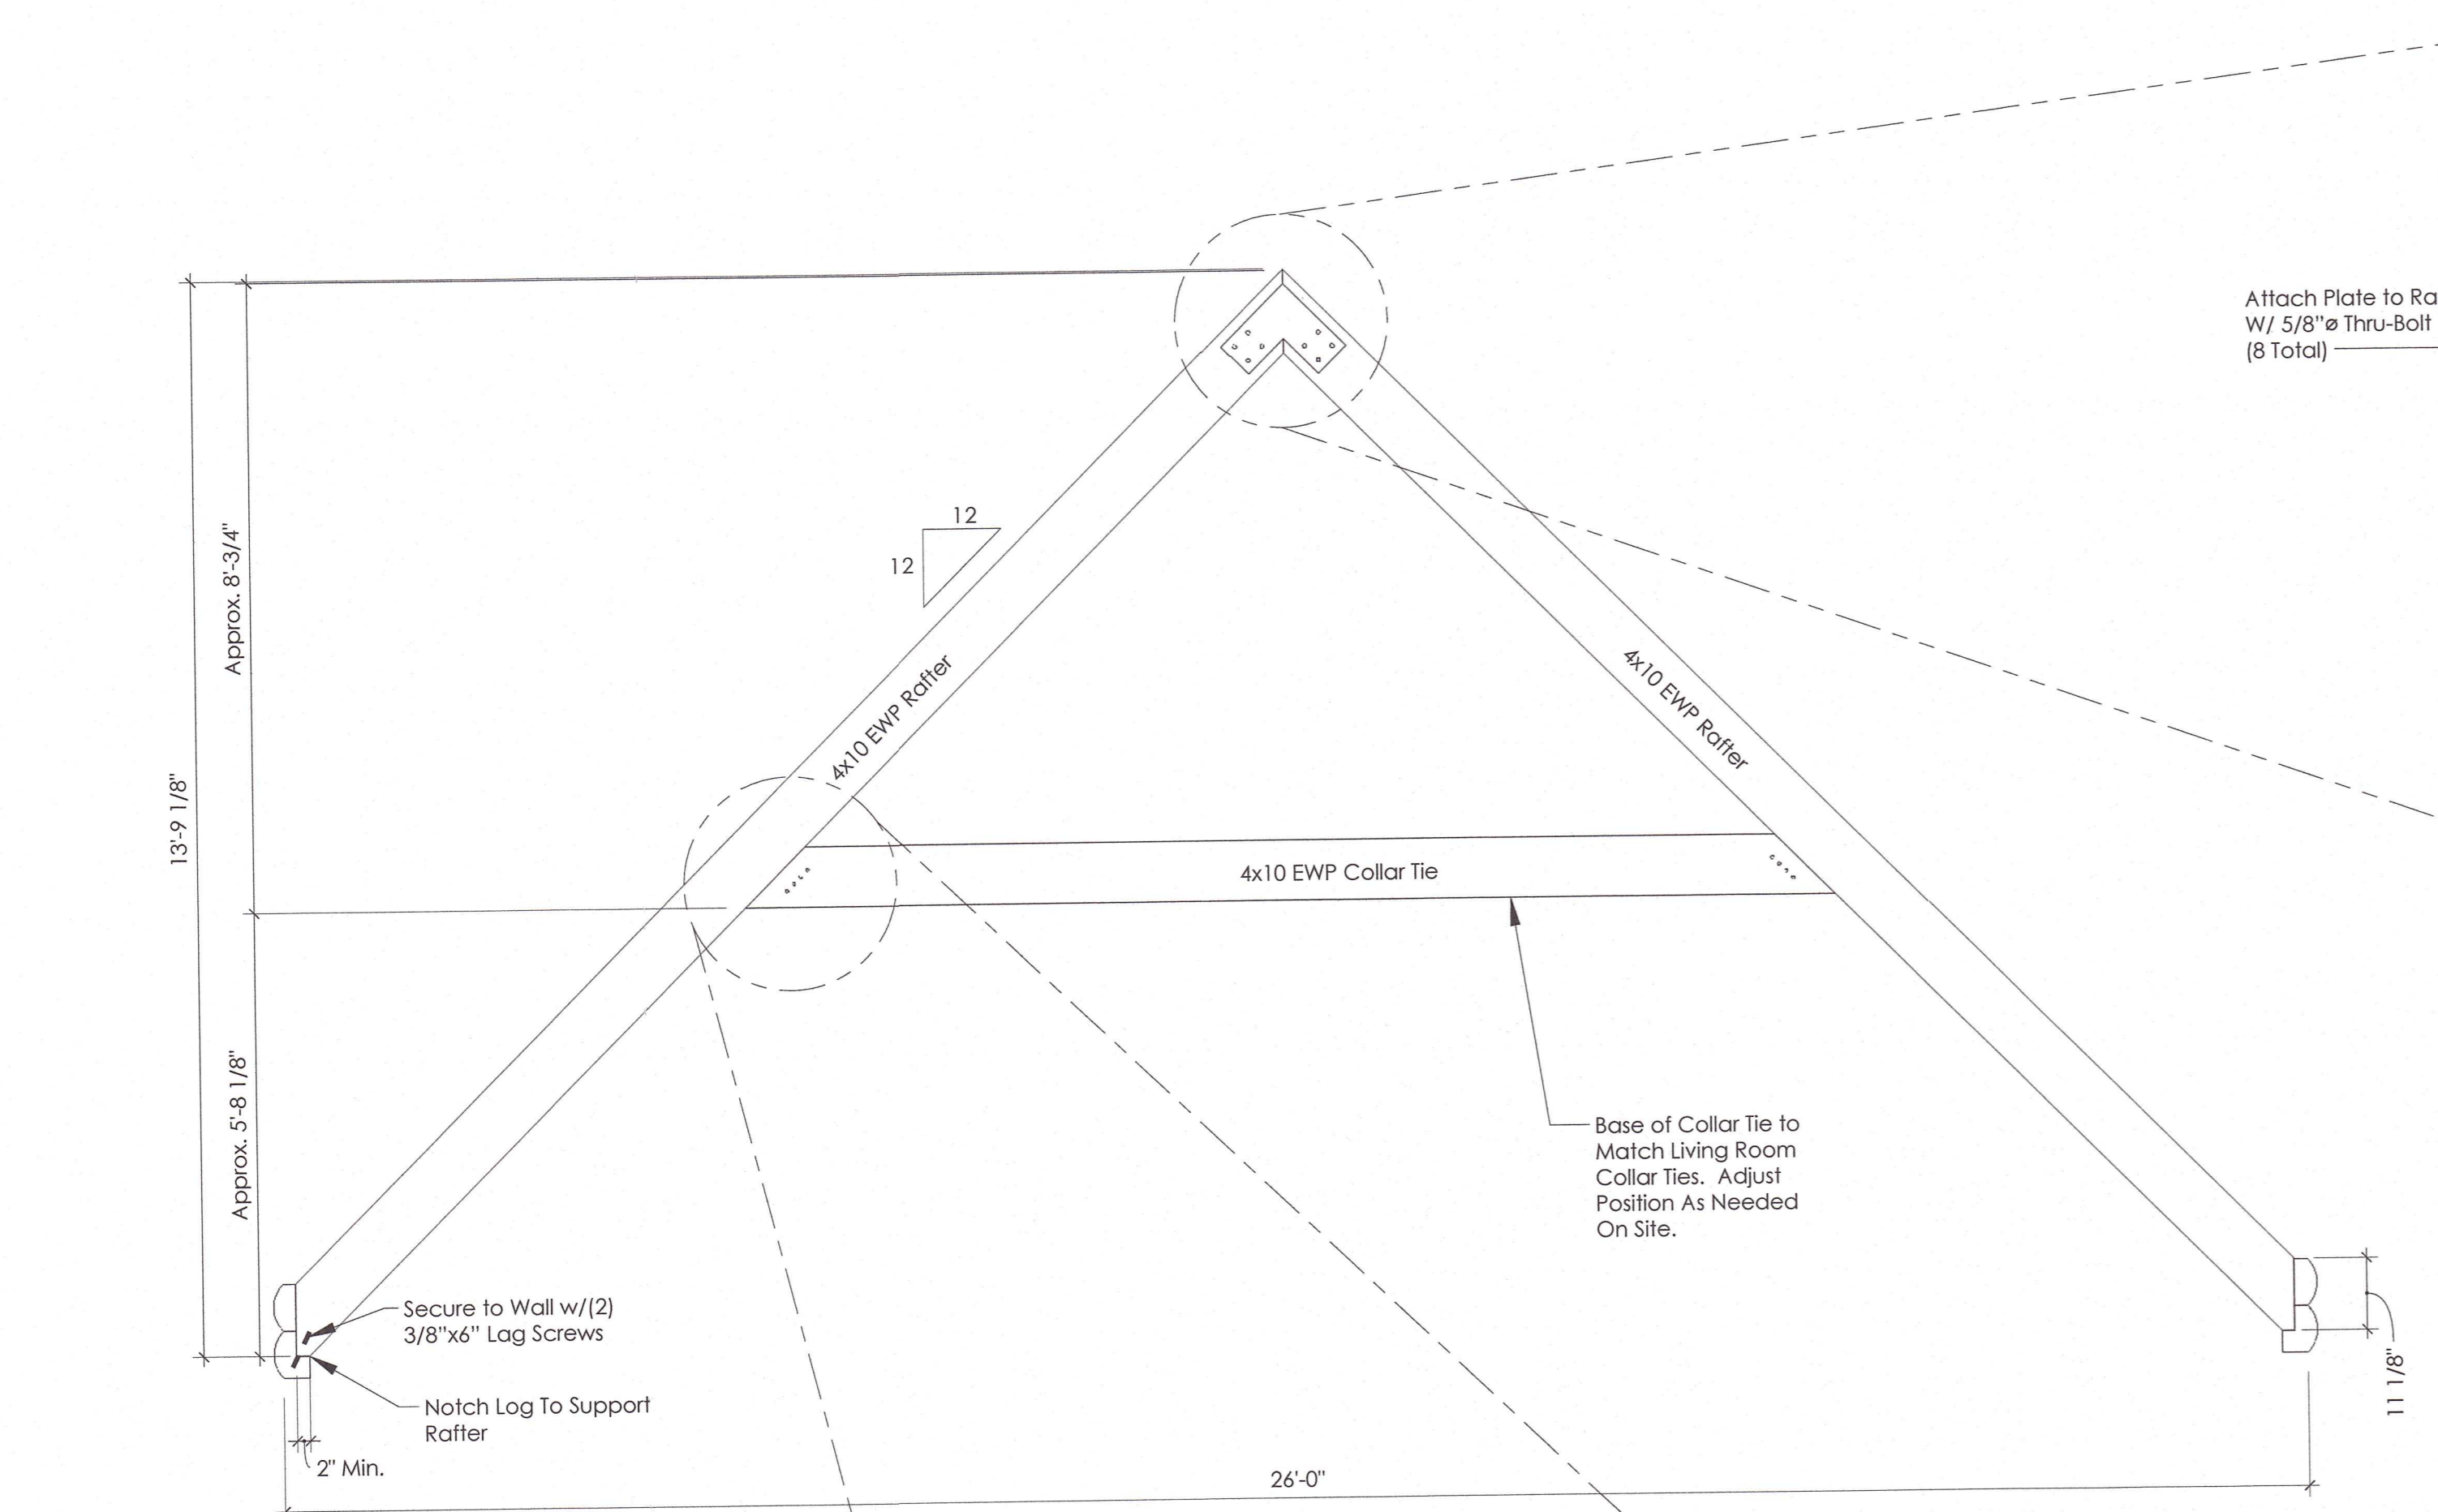 Attach Plate to Ra
W/ 5/8"ø Thru-Bolt
(8 Total)
12
12
Approx. 8'-3/4"
4x10 EWP Rafter
4x10 EWP Rafter
13'-9 1/8"
4x10 EWP Collar Tie
Approx. 5'-8 1/8"
Base of Collar Tie to
Match Living Room
Collar Ties. Adjust
Position As Needed
On Site.
Secure to Wall w/(2)
3/8"x6" Lag Screws
11 1/8"
Notch Log To Support
Rafter
2" Min.
26'-0"